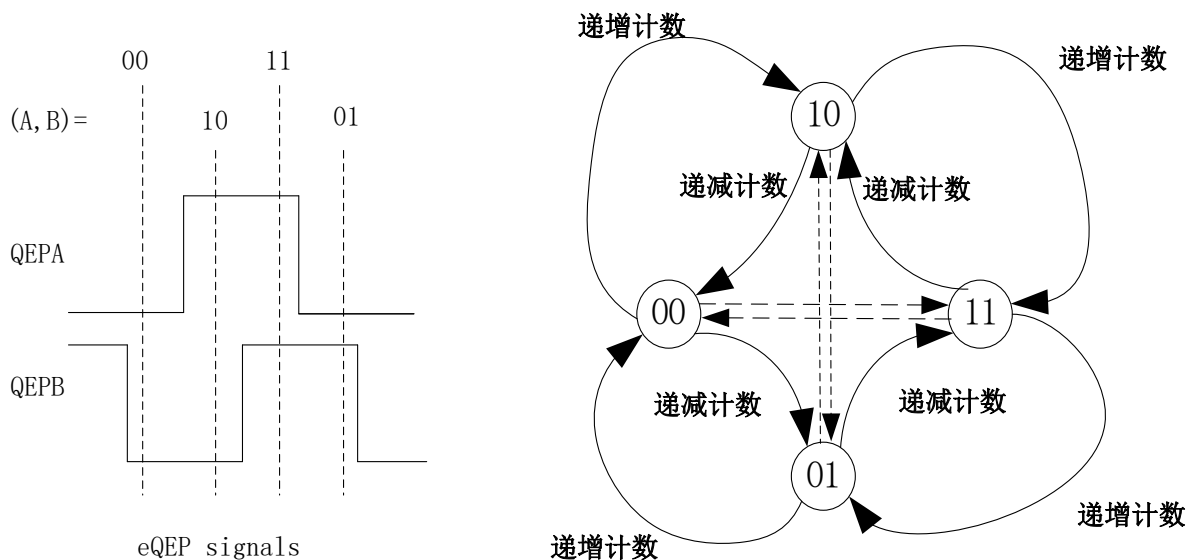 00
11
(A,B)=
10
01
QEPA
QEPB
eQEP signals
递增计数
递增计数
10
递减计数
递减计数
00
11
递减计数
递减计数
01
递增计数
递增计数